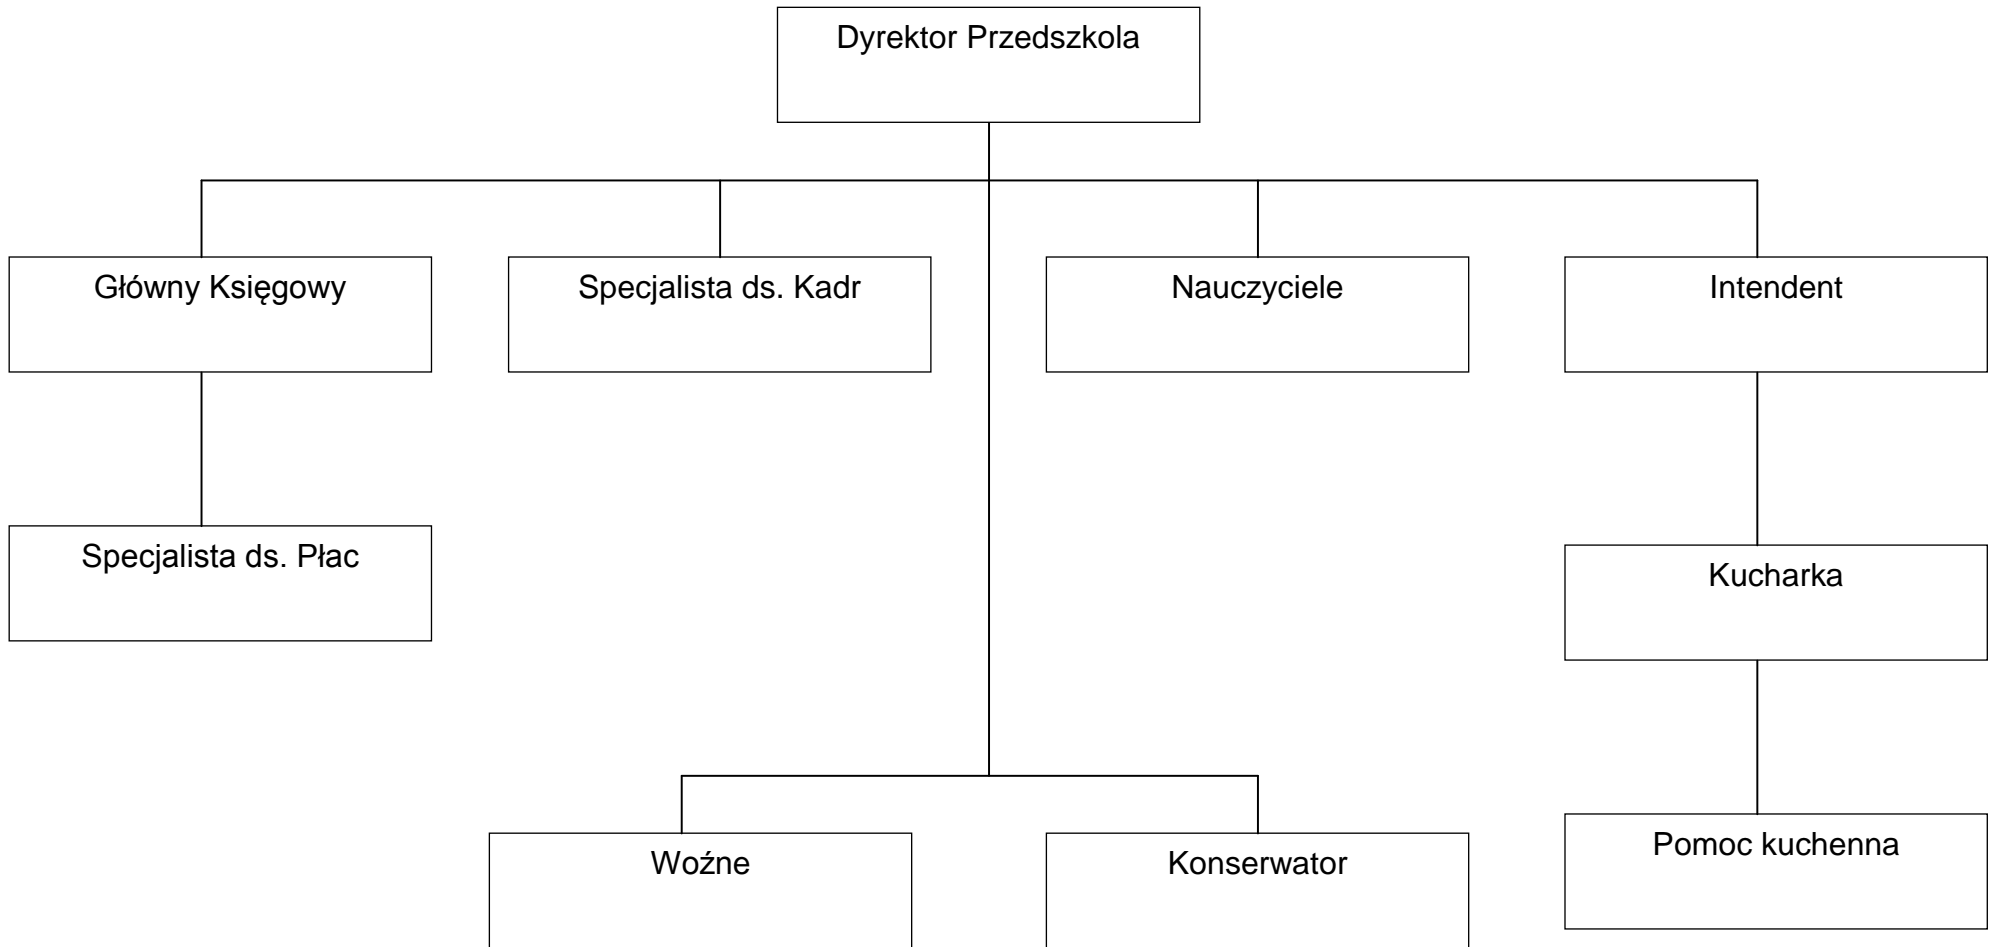 Dyrektor Przedszkola
Główny Księgowy
Specjalista ds. Kadr
Nauczyciele
Intendent
Specjalista ds. Płac
Kucharka
Pomoc kuchenna
Woźne
Konserwator